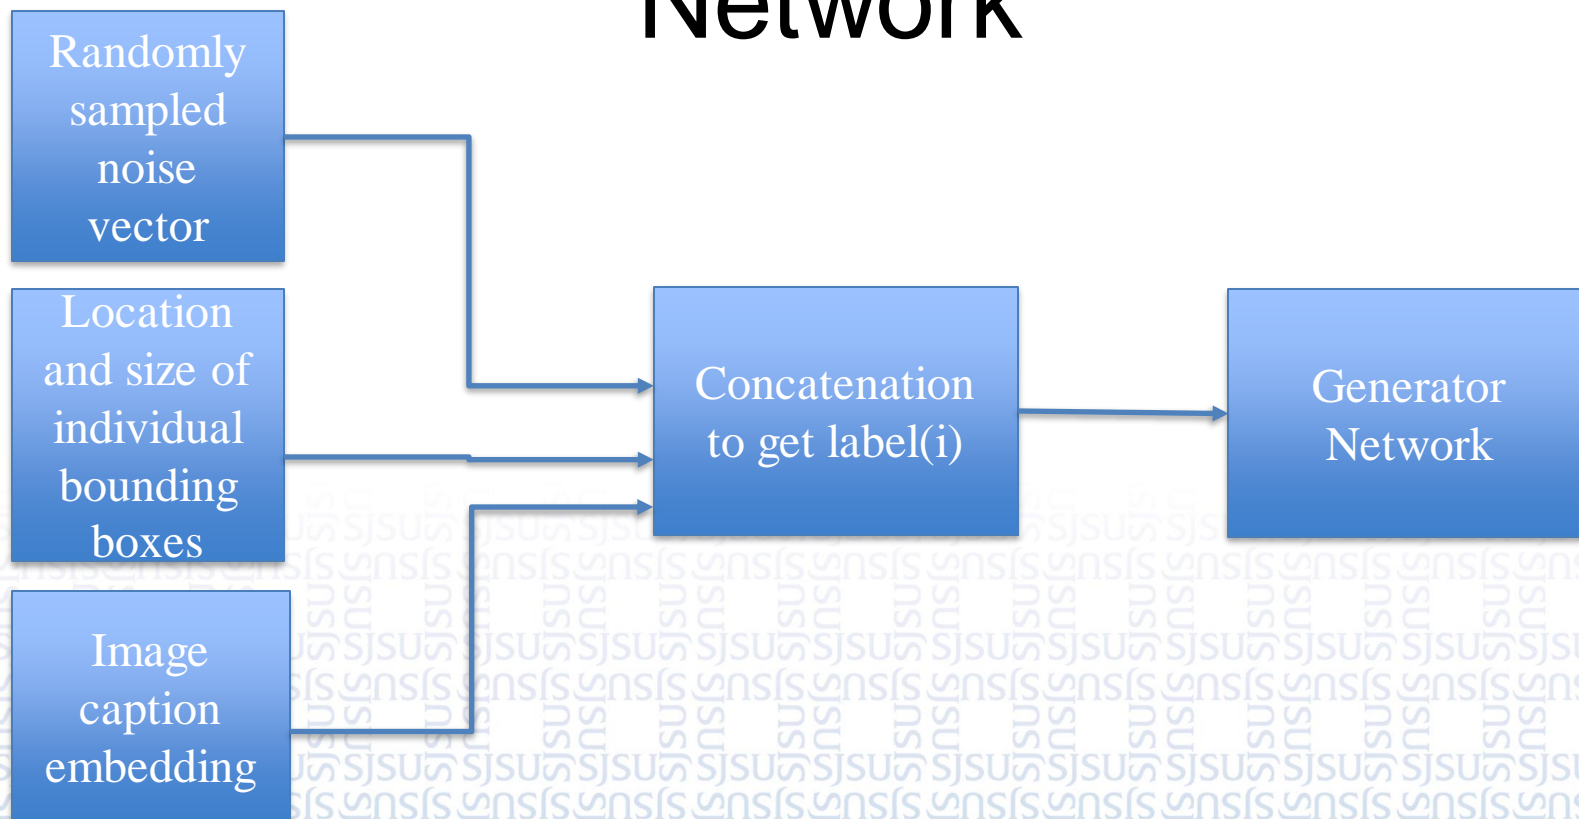 Network
Randomly
sampled
noise
vector
Location
and size of
individual
bounding
boxes
Image
caption
embedding
Concatenation
to get label(i)
Generator
Network